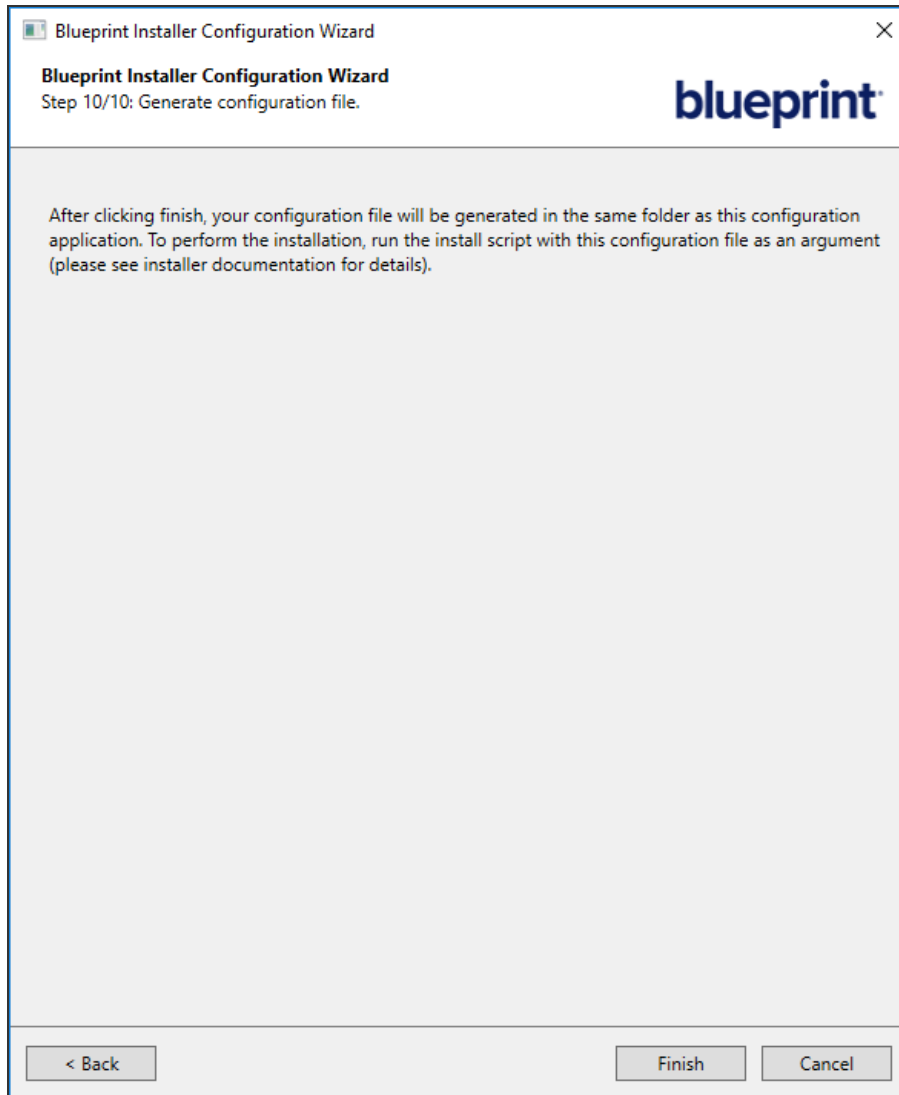 Blueprint Installer Configuration Wizard
Blueprint Installer Configuration Wizard
Step 10/10: Generate configuration file.
blueprint
After clicking finish, your configuration file will be generated in the same folder as this configuration
application. To perform the installation, run the install script with this configuration file as an argument
(please see installer documentation for details).
< Back
Finish
Cancel